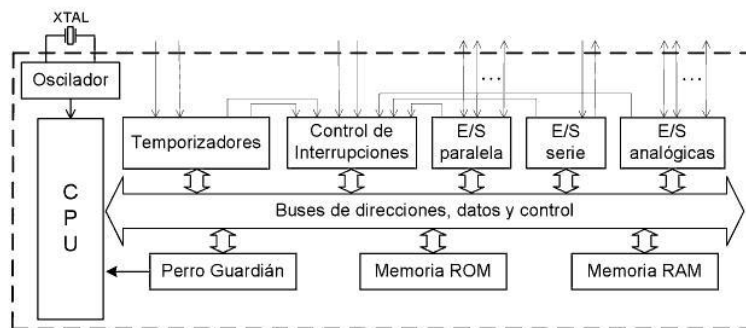 XTAL
Oscilador
Temporizadores
Control de
Interrupciones
E/S
paralela
E/S
serie
E/S
analógicas
...
...
C
P
U
Buses de direcciones, datos y control
Perro Guardián
Memoria ROM
Memoria RAM